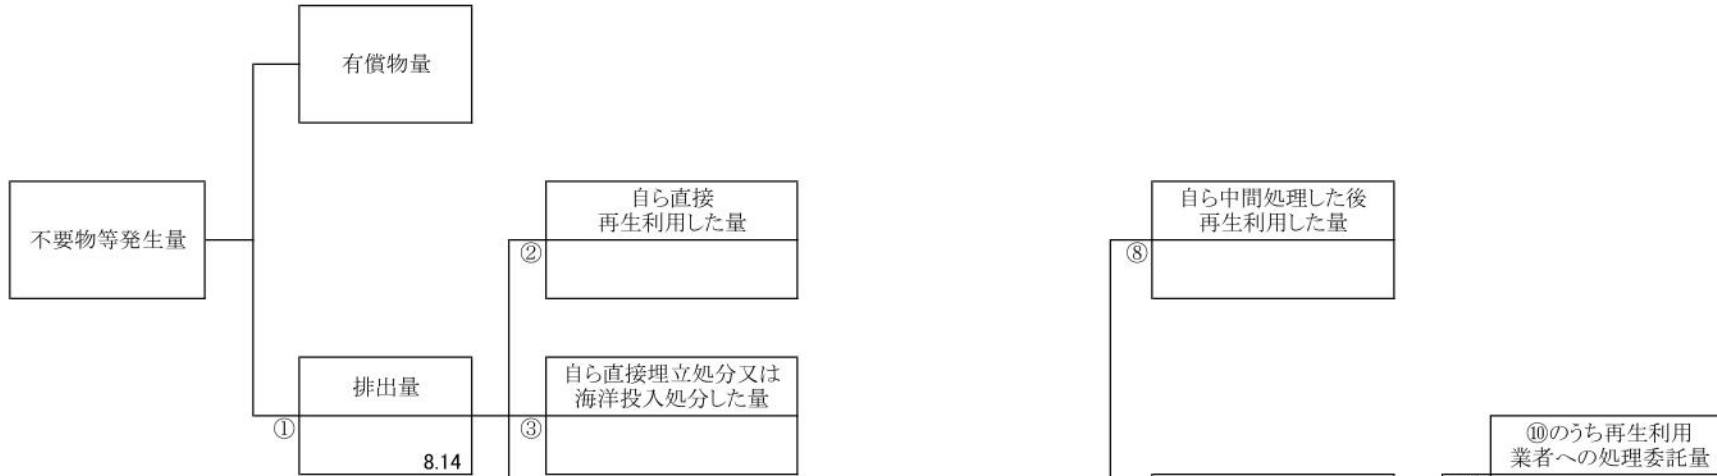 有償物量
不要物等発生量
自ら直接
再生利用した量
②
自ら中間処理した後
再生利用した量
⑧
排出量
①
8.14
自ら直接埋立処分又は
海洋投入処分した量
③
⑩のうち再生利用
業者への処理委託量